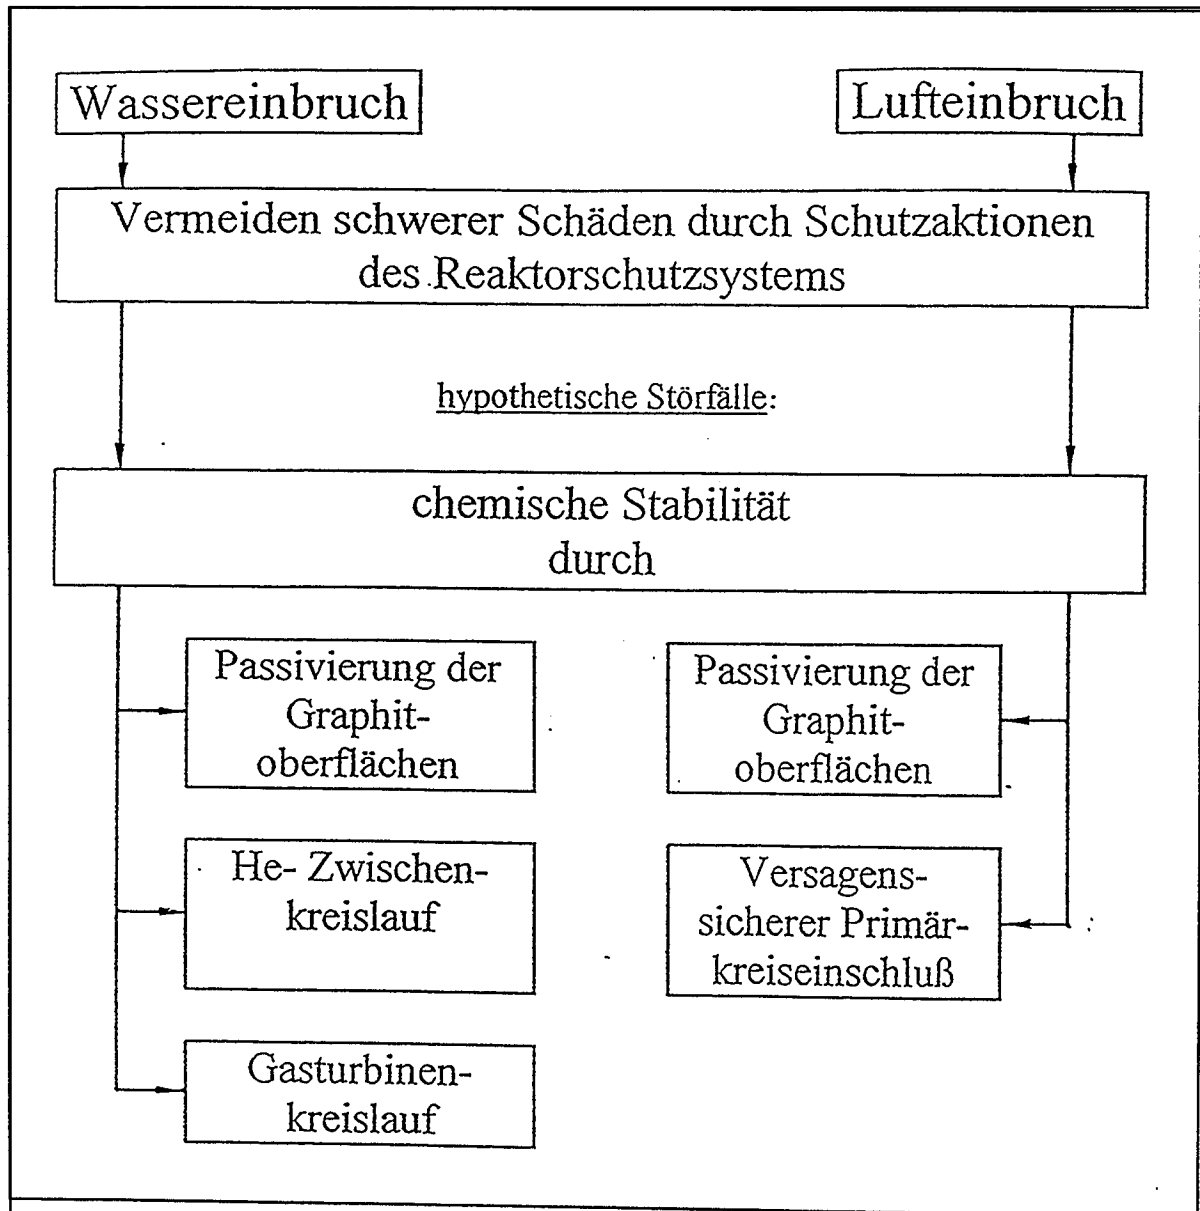 Wassereinbruch
Lufteinbruch
Vermeiden schwerer Schäden durch Schutzaktionen
des Reaktorschutzsystems
hypothetische Störfälle:
chemische Stabilität
durch
Passivierung der
Graphit-
oberflächen
He- Zwischen-
kreislauf
Gasturbinen-
kreislauf
Passivierung der
Graphit-
oberflächen
Versagens-
sicherer Primär-
kreiseinschluß